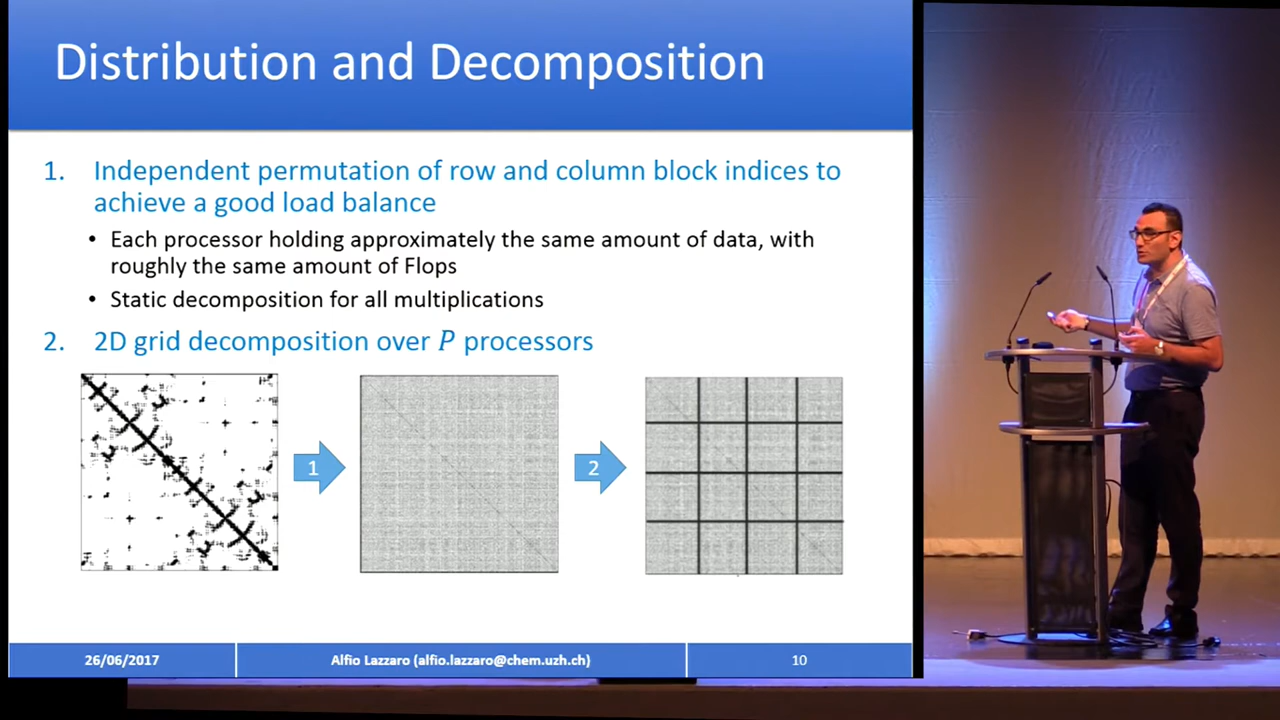 Distribution and Decomposition
1. Independent permutation of row and column block indices to
achieve a good load balance
• Each processor holding approximately the same amount of data, with
roughly the same amount of Flops
• Static decomposition for all multiplications
2. 2D grid decomposition over P processors
1
2
26/06/2017
Alfio Lazzaro (alfio.lazzaro@chem.uzh.ch)
10